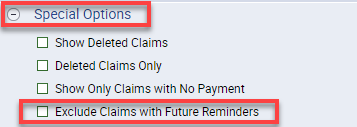 Special Options
Show Deleted Claims
Deleted Claims Only
Show Only Claims with No Payment
Exclude Claims with Future Reminders